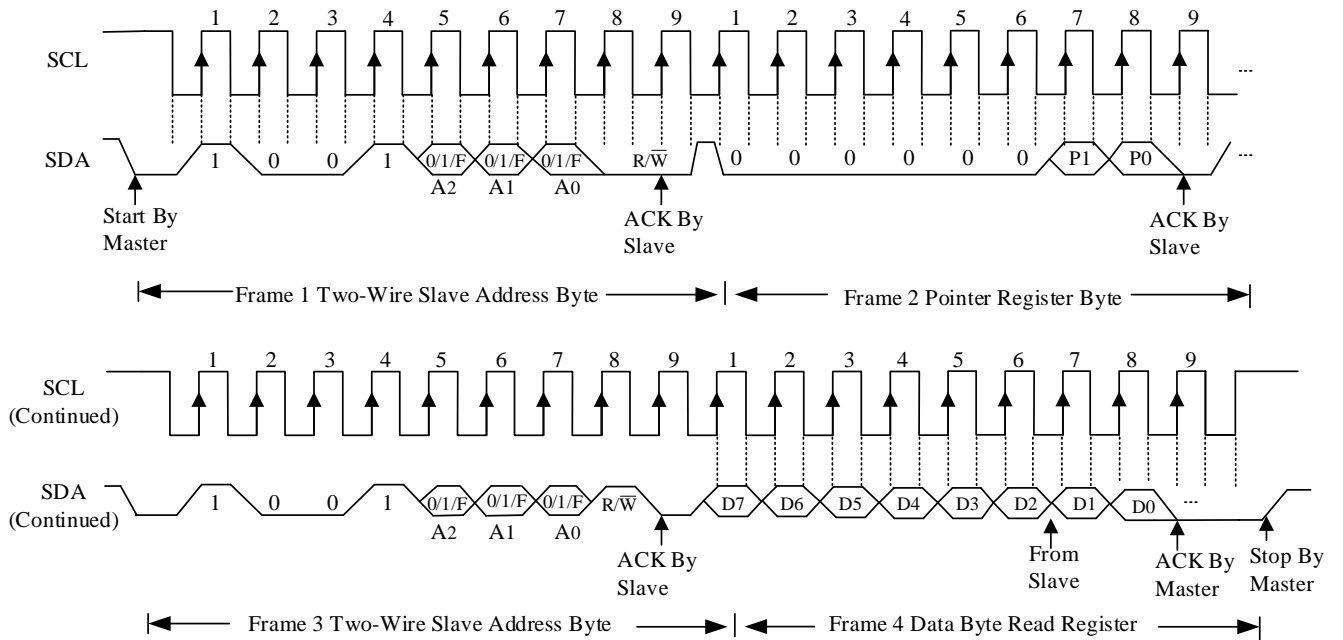 1 2 3 4 5 6 7 8 9 1 2 3 4 5 6 7 8 9
SCL
...
SDA
1 0 0 1 0/1/F 0/1/F 0/1/F R/W̅ 0 0 0 0 0 0 P1 P0 ...
A2 A1 A0
Start By
Master
ACK By
Slave
ACK By
Slave
Frame 1 Two-Wire Slave Address Byte
Frame 2 Pointer Register Byte
1 2 3 4 5 6 7 8 9 1 2 3 4 5 6 7 8 9
SCL
(Continued)
SDA
(Continued)
1 0 0 1 0/1/F 0/1/F 0/1/F R/W̅ D7 D6 D5 D4 D3 D2 D1 D0 ...
A2 A1 A0
ACK By
Slave
From
Slave
ACK By
Master
Stop By
Master
Frame 3 Two-Wire Slave Address Byte
Frame 4 Data Byte Read Register